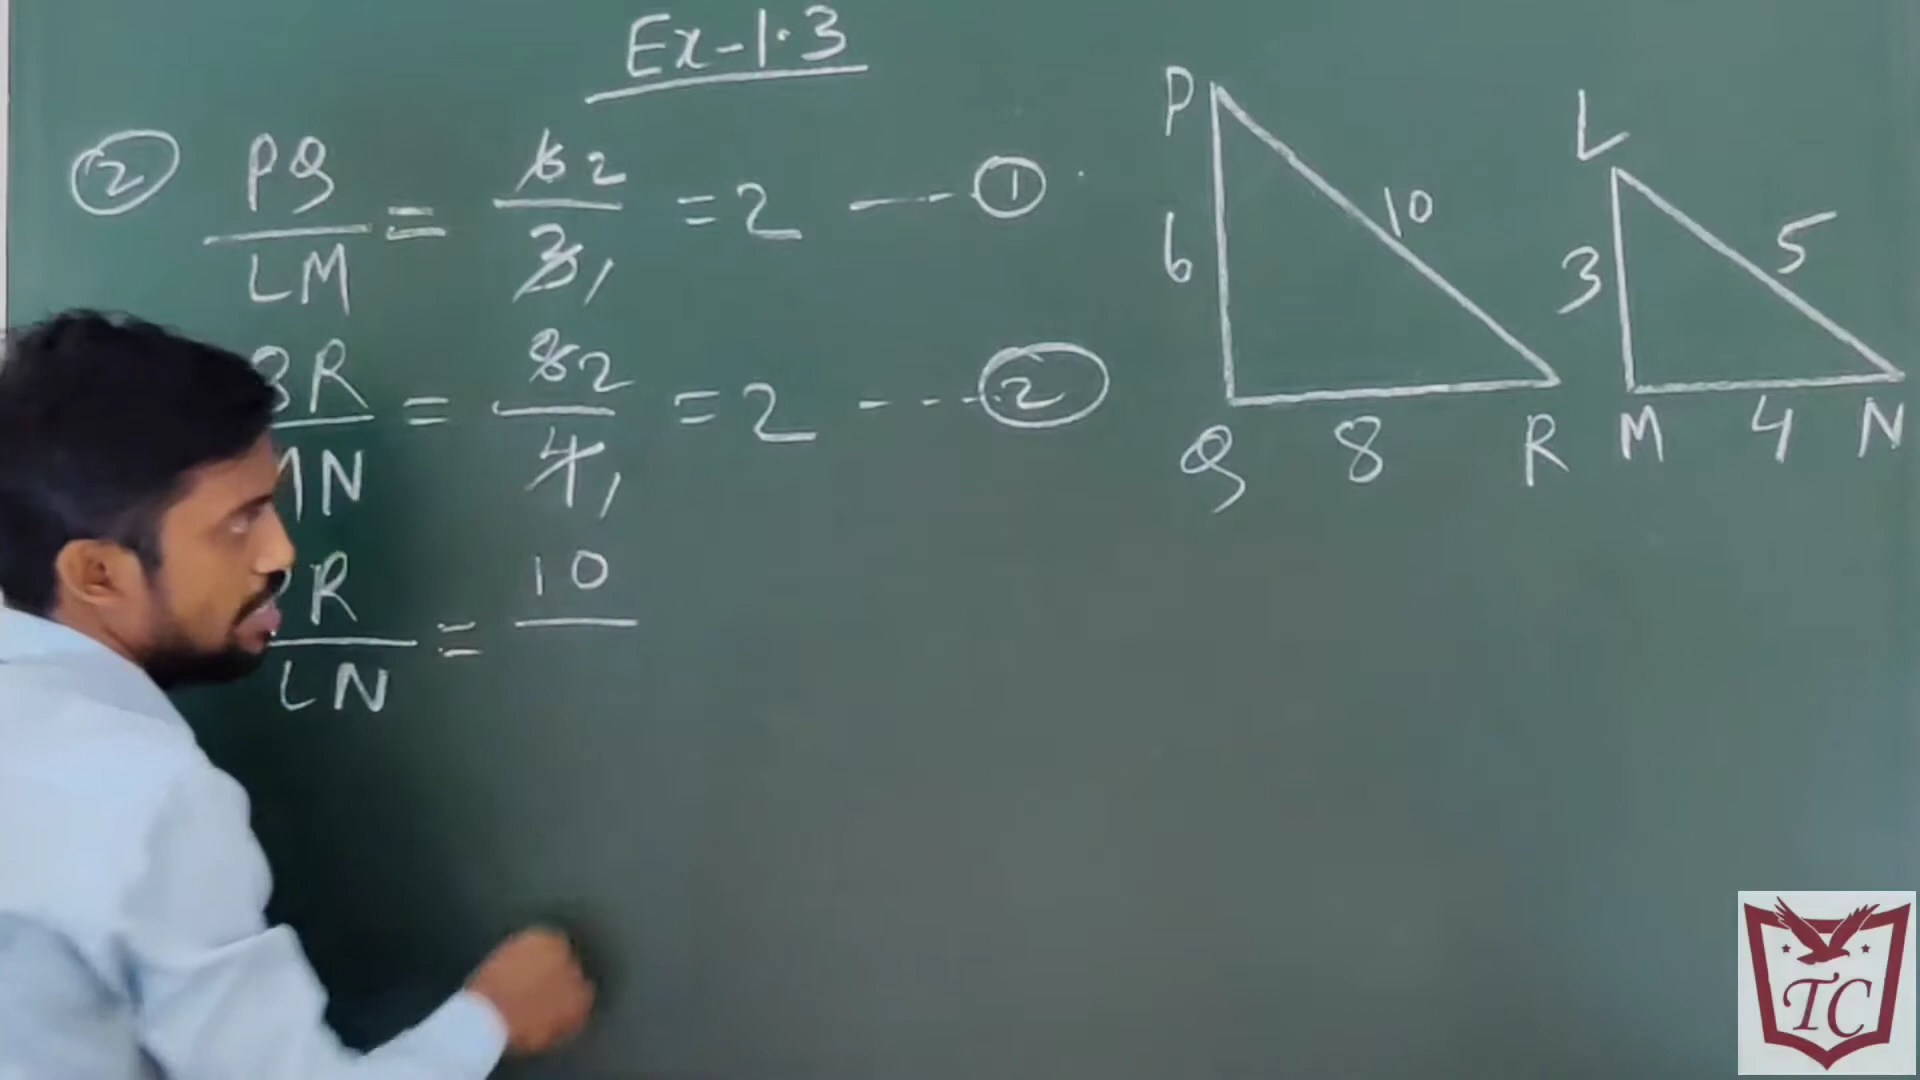 Ex-1.3
② PQ/LM = 6 2/3 1 = 2 — ①
QR/MN = 8 2/4 1 = 2 --- ②
PR/LN = 10/
P
6
10
Q 8 R
L
3
5
M 4 N
TC